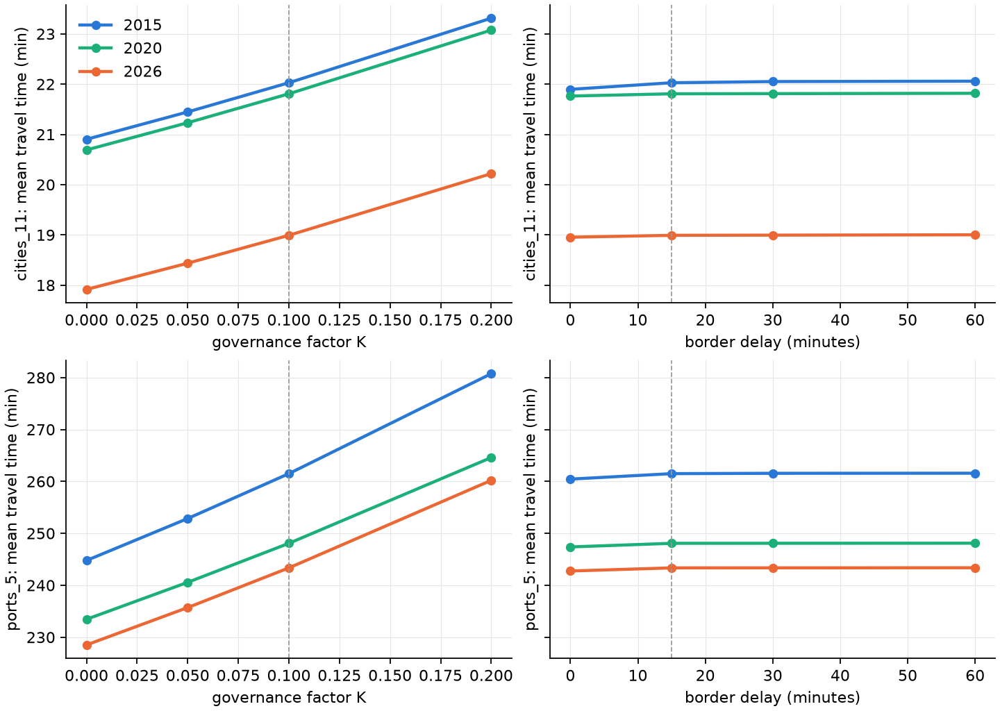 2015
2020
2026
cities_11: mean travel time (min)
23
22
21
20
19
18
0.000 0.025 0.050 0.075 0.100 0.125 0.150 0.175 0.200
governance factor K
cities_11: mean travel time (min)
0 10 20 30 40 50 60
border delay (minutes)
ports_5: mean travel time (min)
280
270
260
250
240
230
0.000 0.025 0.050 0.075 0.100 0.125 0.150 0.175 0.200
governance factor K
ports_5: mean travel time (min)
0 10 20 30 40 50 60
border delay (minutes)